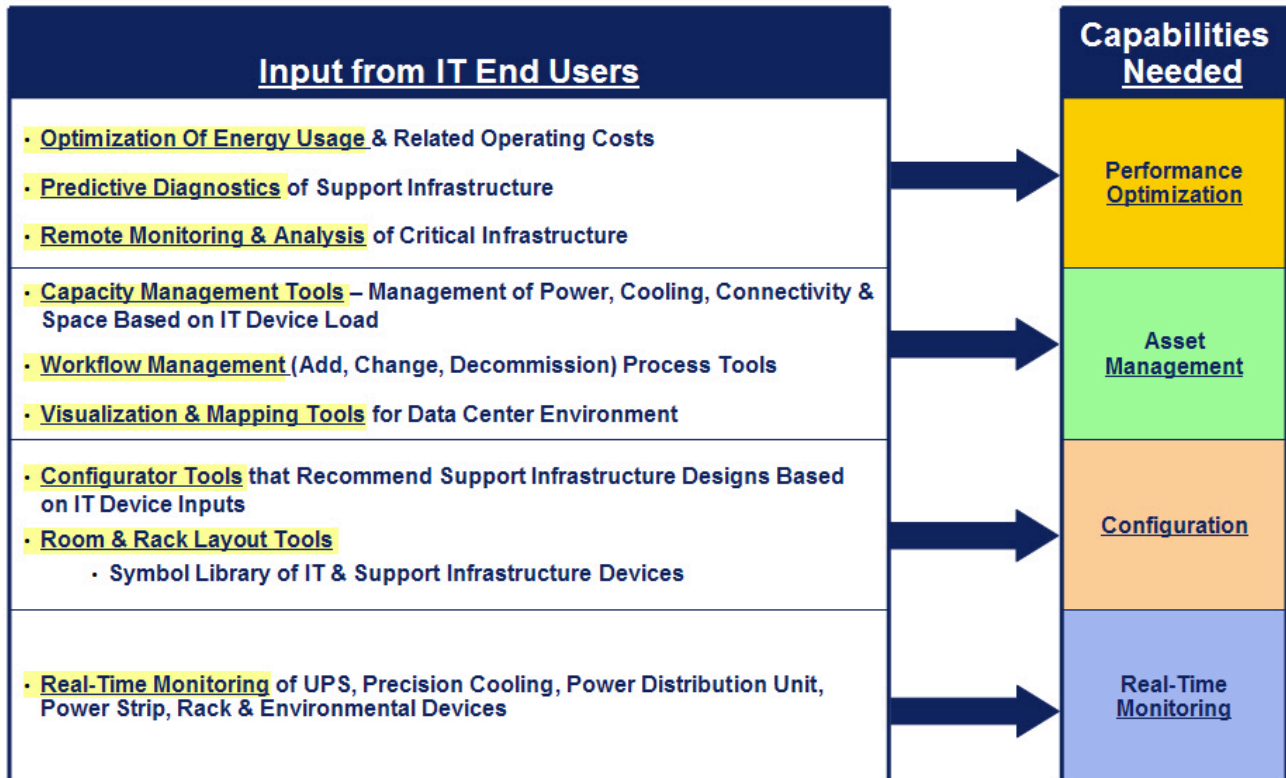 Input from IT End Users
Capabilities
Needed
• Optimization Of Energy Usage & Related Operating Costs
• Predictive Diagnostics of Support Infrastructure
• Remote Monitoring & Analysis of Critical Infrastructure
Performance
Optimization
• Capacity Management Tools – Management of Power, Cooling, Connectivity &
Space Based on IT Device Load
• Workflow Management (Add, Change, Decommission) Process Tools
• Visualization & Mapping Tools for Data Center Environment
Asset
Management
• Configurator Tools that Recommend Support Infrastructure Designs Based
on IT Device Inputs
• Room & Rack Layout Tools
• Symbol Library of IT & Support Infrastructure Devices
Configuration
• Real-Time Monitoring of UPS, Precision Cooling, Power Distribution Unit,
Power Strip, Rack & Environmental Devices
Real-Time
Monitoring